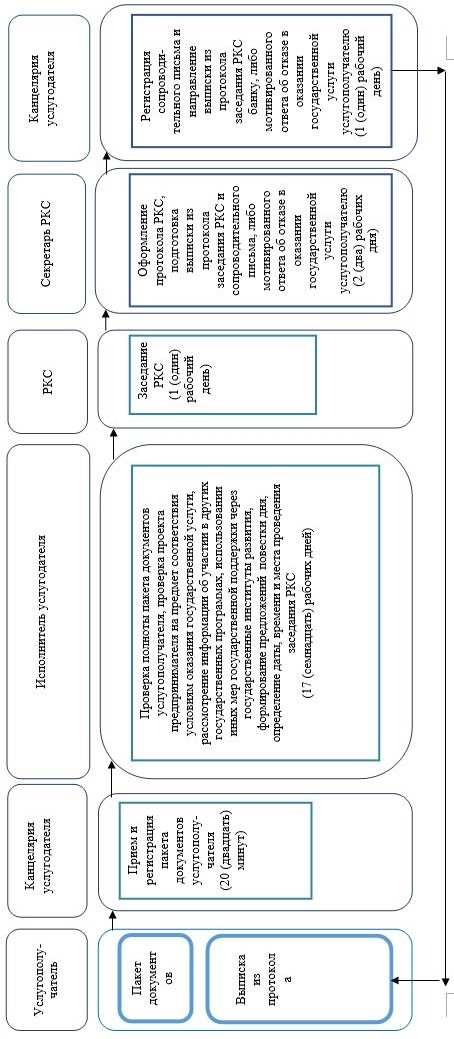 Услугополу-
чатель
Канцелярия
услугодателя
Исполнитель услугодателя
РКС
Секретарь РКС
Канцелярия
услугодателя
Пакет
документ
ов
Выписка
из
протокол
а
Прием и
регистрация
пакета
документов
услугополу-
чателя
(20 (двадцать)
минут)
Проверка полноты пакета документов
услугополучателя, проверка проекта
предпринимателя на предмет соответствия
условиям оказания государственной услуги,
рассмотрение информации об участии в других
государственных программах, использовании
иных мер государственной поддержки через
государственные институты развития,
формирование предложений повестки дня,
определение даты, времени и места проведения
заседания РКС
(17 (семнадцать) рабочих дней)
Заседание
РКС
(1 (один)
рабочий
день)
Оформление
протокола РКС,
подготовка
выписки из
протокола
заседания РКС и
сопроводительного
письма, либо
мотивированного
ответа об отказе в
оказании
государственной
услуги
услугополучателю
(2 (два) рабочих
дня)
Регистрация
сопроводи-
тельного письма и
направление
выписки из
протокола
заседания РКС
банку, либо
мотивированного
ответа об отказе в
оказании
государственной
услуги
услугополучателю
(1 (один) рабочий
день)